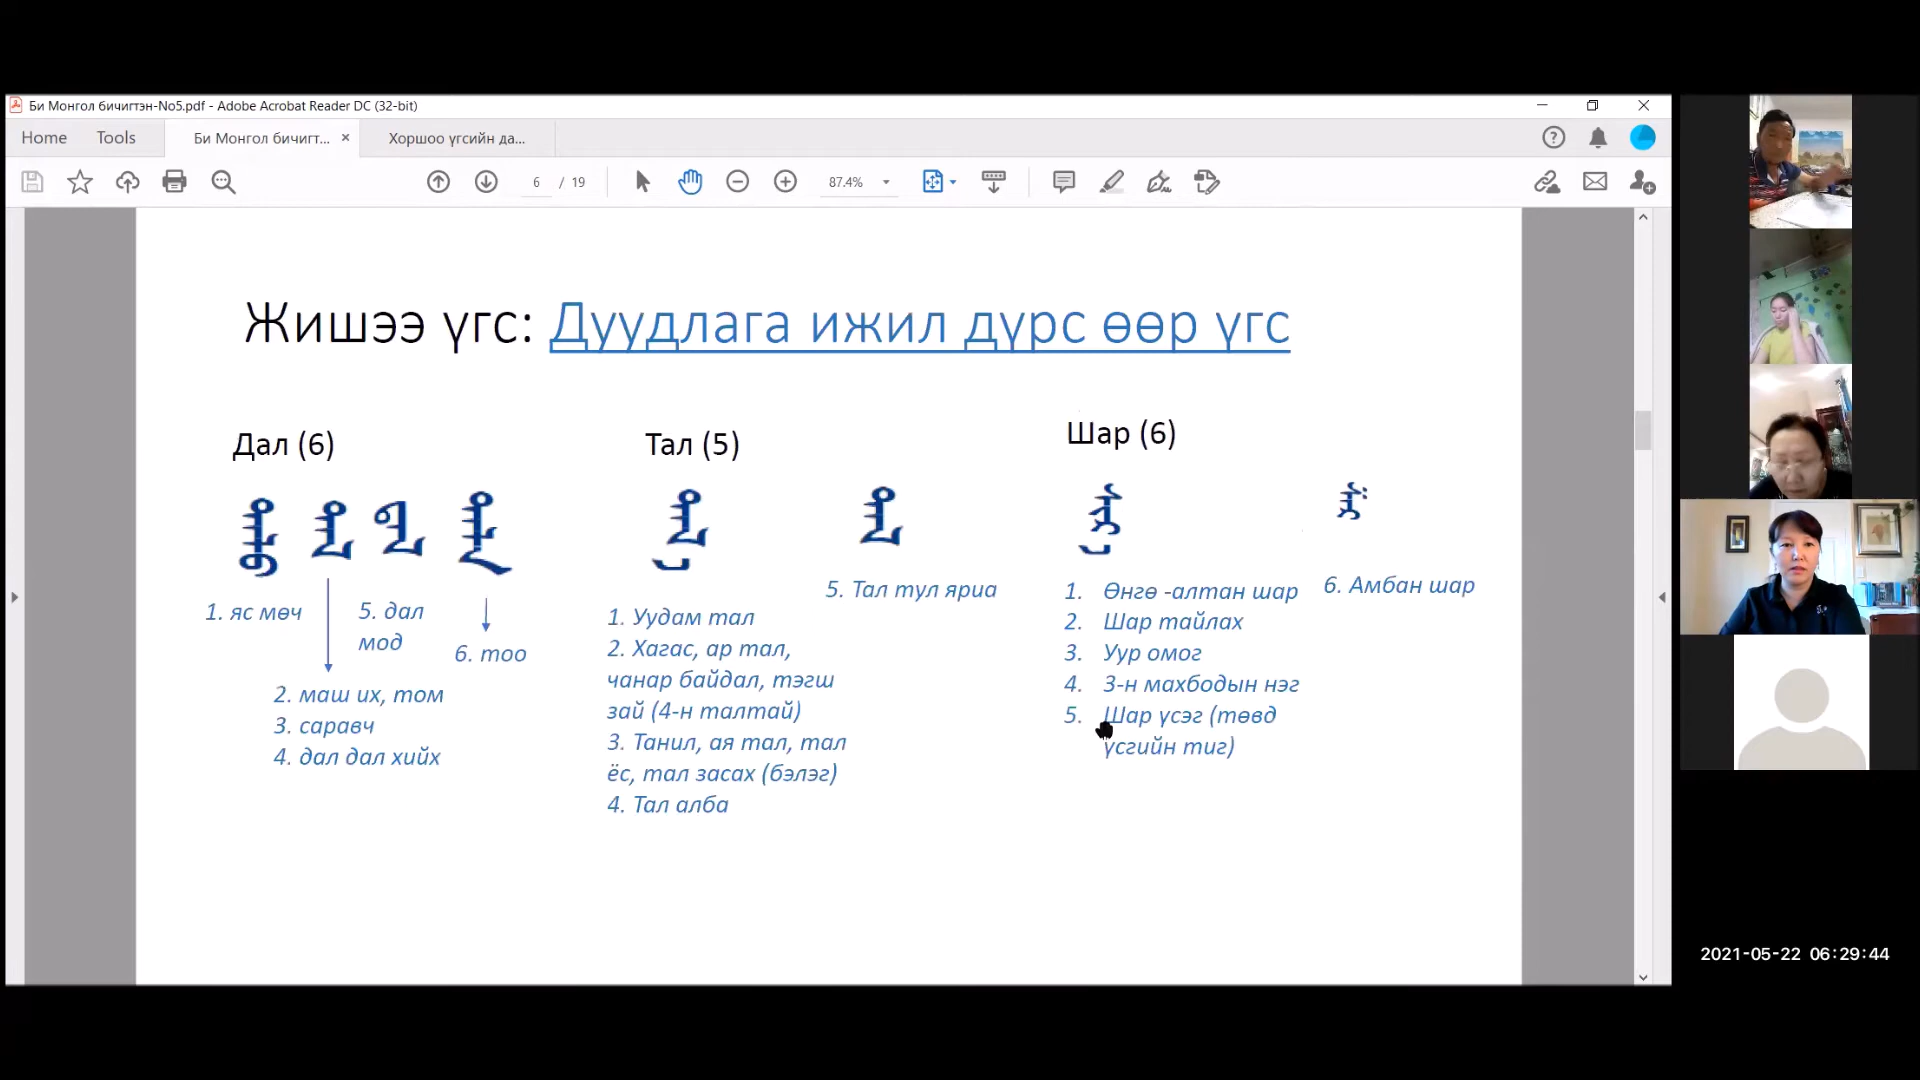 Би Монгол бичигтэн-No5.pdf - Adobe Acrobat Reader DC (32-bit)
Home Tools Би Монгол бичигт... Хоршоо үгсийн да...
6 / 19 87.4%
Жишээ үгс: Дуудлага ижил дүрс өөр үгс
Дал (6)
1. яс мөч
5. дал
мод
6. тоо
2. маш их, том
3. саравч
4. дал дал хийх
Тал (5)
5. Тал тул яриа
1. Уудам тал
2. Хагас, ар тал,
чанар байдал, тэгш
зай (4-н талтай)
3. Танил, ая тал, тал
ёс, тал засах (бэлэг)
4. Тал алба
Шар (6)
1. Өнгө -алтан шар
2. Шар тайлах
3. Уур омог
4. 3-н махбодын нэг
5. Шар үсэг (төвд
үсгийн тиг)
6. Амбан шар
2021-05-22 06:29:44